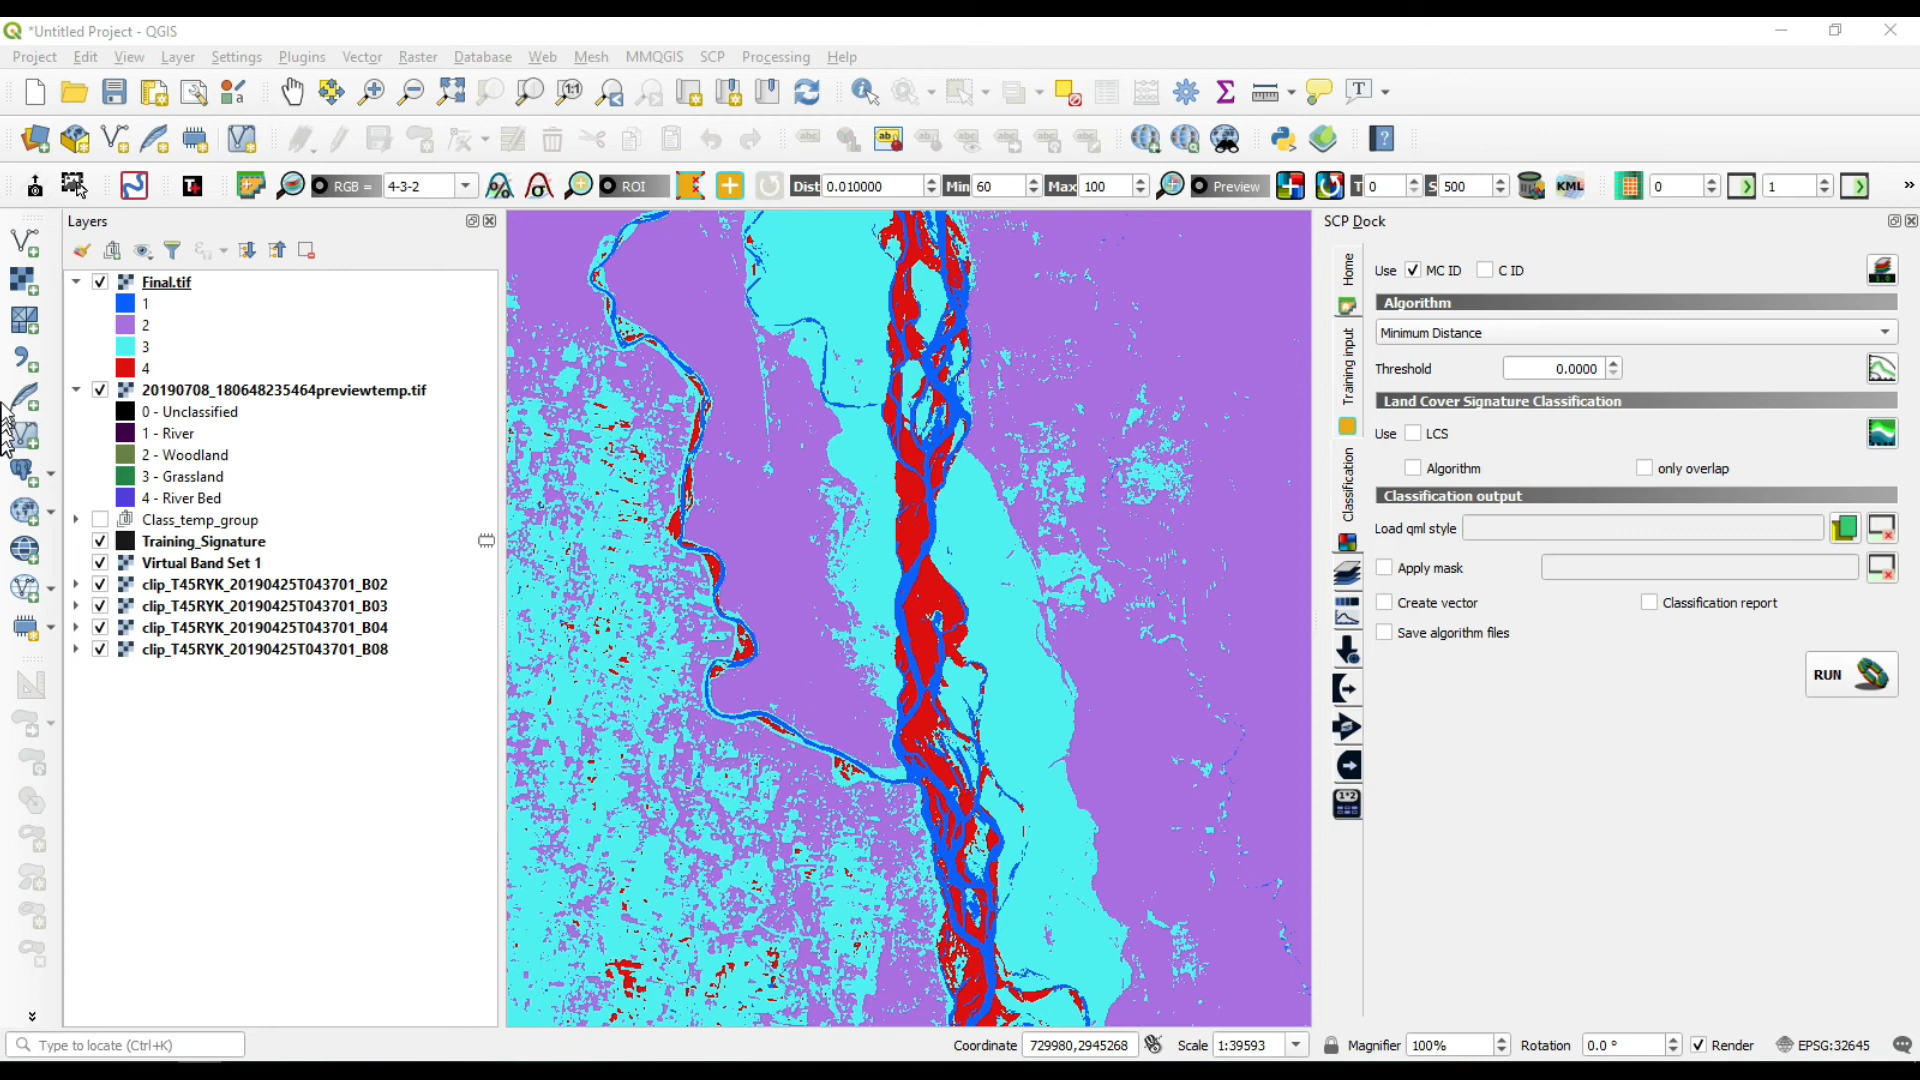 *Untitled Project - QGIS
Project Edit View Layer Settings Plugins Vector Raster Database Web Mesh MMQGIS SCP Processing Help
RGB = 4-3-2 ROI Dist 0.010000 Min 60 Max 100 Preview T 0 S 500 KML 0 1 »
Layers
Final.tif
1
2
3
4
20190708_180648235464previewtemp.tif
0 - Unclassified
1 - River
2 - Woodland
3 - Grassland
4 - River Bed
Class_temp_group
Training_Signature
Virtual Band Set 1
clip_T45RYK_20190425T043701_B02
clip_T45RYK_20190425T043701_B03
clip_T45RYK_20190425T043701_B04
clip_T45RYK_20190425T043701_B08
SCP Dock
Home
Training input
Classification
Use MC ID C ID
Algorithm
Minimum Distance
Threshold 0.0000
Land Cover Signature Classification
Use LCS
Algorithm only overlap
Classification output
Load qml style
Apply mask
Create vector Classification report
Save algorithm files
RUN
Type to locate (Ctrl+K) Coordinate 729980,2945268 Scale 1:39593 Magnifier 100% Rotation 0.0 ° Render EPSG:32645